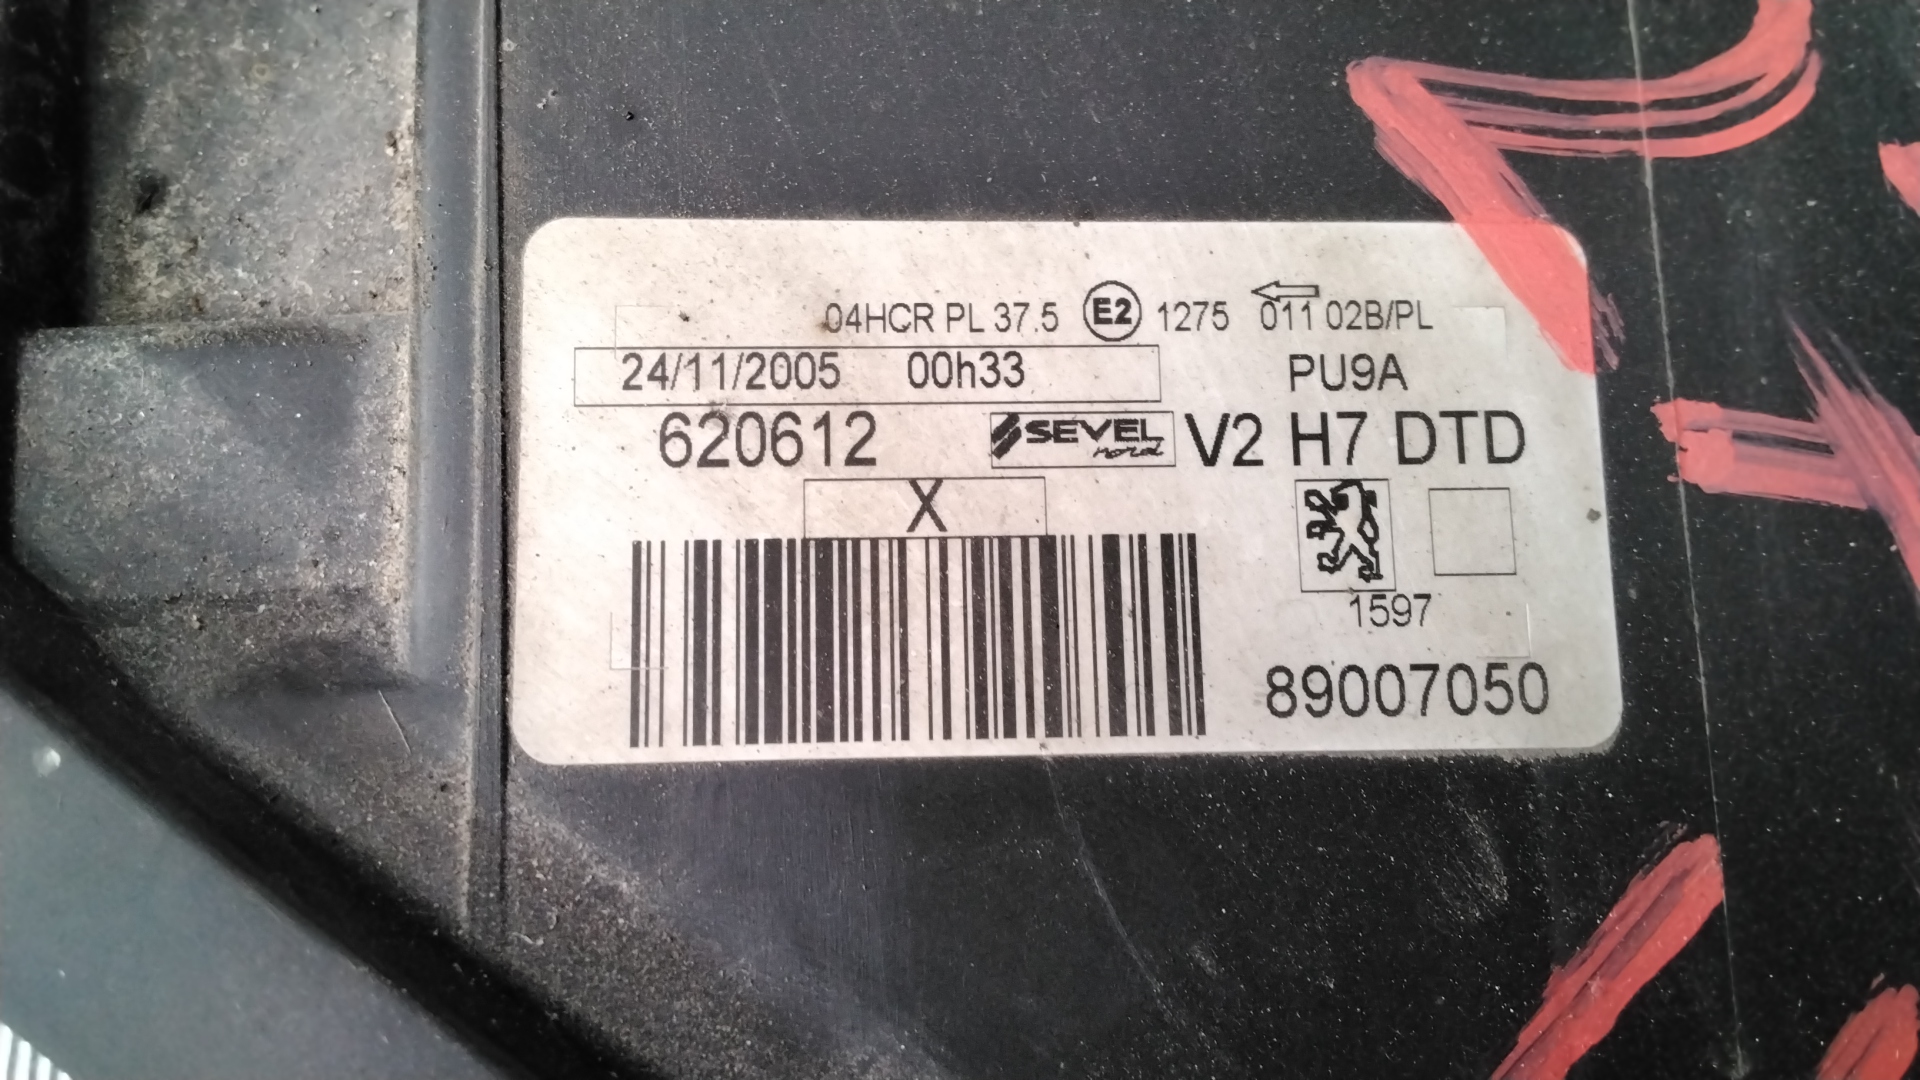 04HCR PL 37.5 E2 1275 011 02B/PL
24/11/2005 00h33 PU9A
620612 SEVEL nord V2 H7 DTD
X
1597
89007050